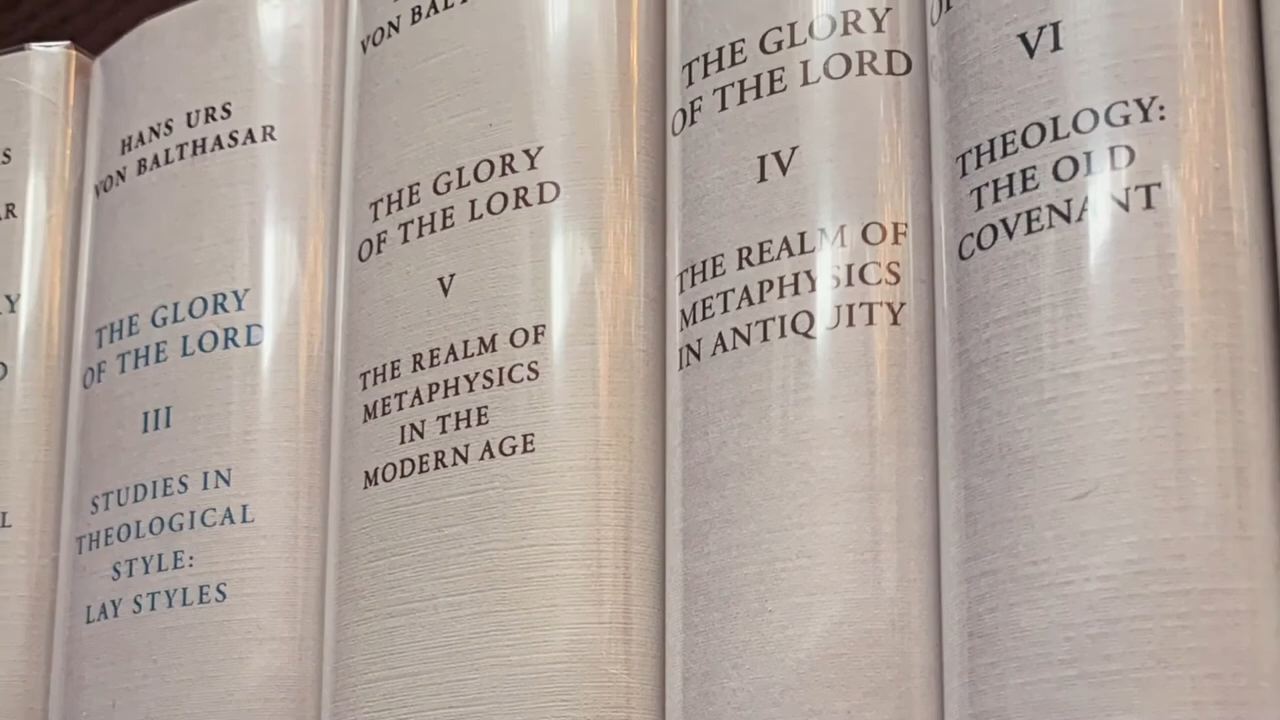 S
AR
Y
D
L
HANS URS
VON BALTHASAR
THE GLORY
OF THE LORD
III
STUDIES IN
THEOLOGICAL
STYLE:
LAY STYLES
VON
THE GLORY
OF THE LORD
V
THE REALM OF
METAPHYSICS
IN THE
MODERN AGE
THE GLORY
OF THE LORD
IV
THE REALM OF
METAPHYSICS
IN ANTIQUITY
VI
THEOLOGY:
THE OLD
COVENANT